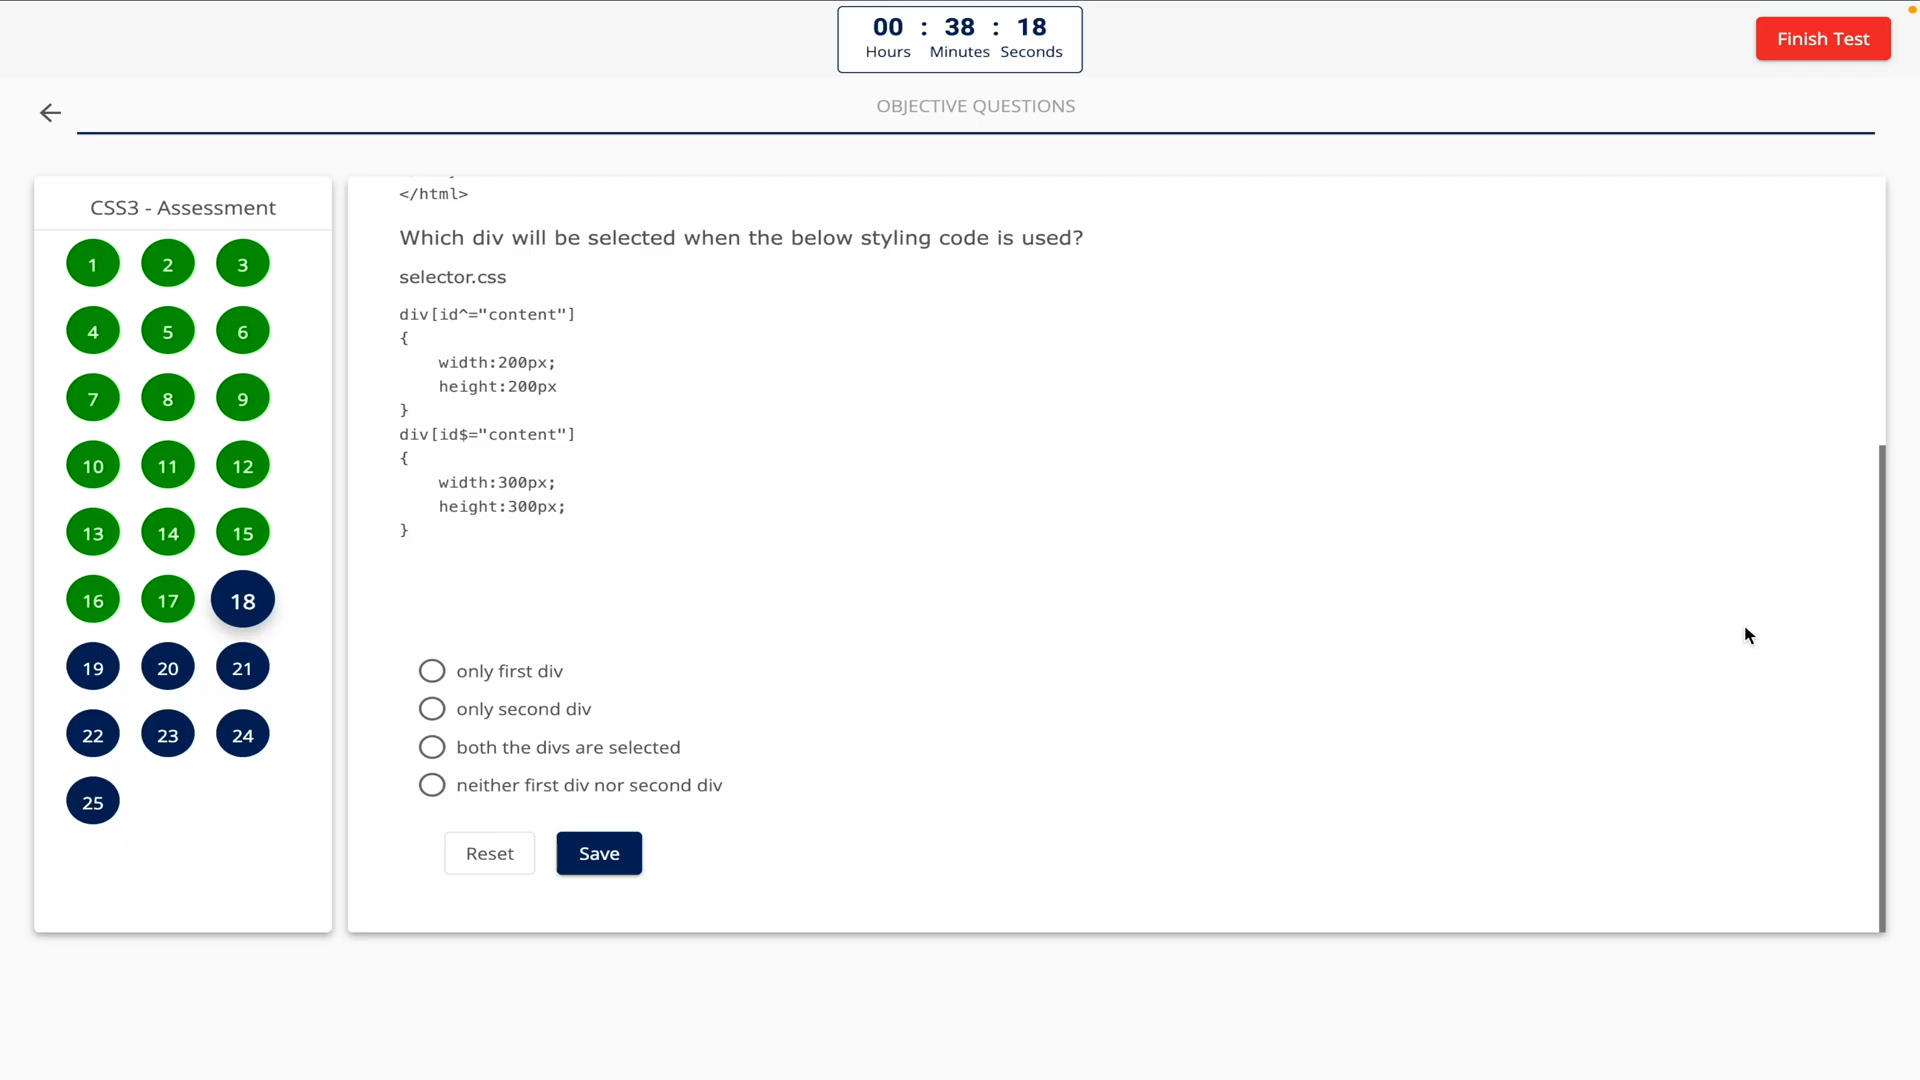 00 : 38 : 18
Hours Minutes Seconds
Finish Test
OBJECTIVE QUESTIONS
CSS3 - Assessment
1 2 3
4 5 6
7 8 9
10 11 12
13 14 15
16 17 18
19 20 21
22 23 24
25
</html>
Which div will be selected when the below styling code is used?
selector.css
div[id^="content"]
{
    width:200px;
    height:200px
}
div[id$="content"]
{
    width:300px;
    height:300px;
}
only first div
only second div
both the divs are selected
neither first div nor second div
Reset Save